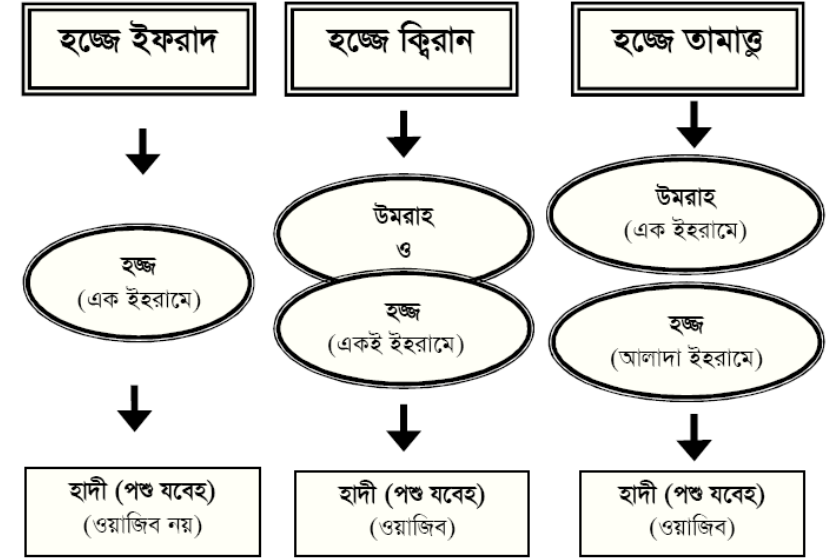 হজ্জে ইফরাদ
হজ্জে ক্বিরান
হজ্জে তামাত্তু
হজ্জ
(এক ইহরামে)
উমরাহ
ও
হজ্জ
(একই ইহরামে)
উমরাহ
(এক ইহরামে)
হজ্জ
(আলাদা ইহরামে)
হাদী (পশু যবেহ)
(ওয়াজিব নয়)
হাদী (পশু যবেহ)
(ওয়াজিব)
হাদী (পশু যবেহ)
(ওয়াজিব)